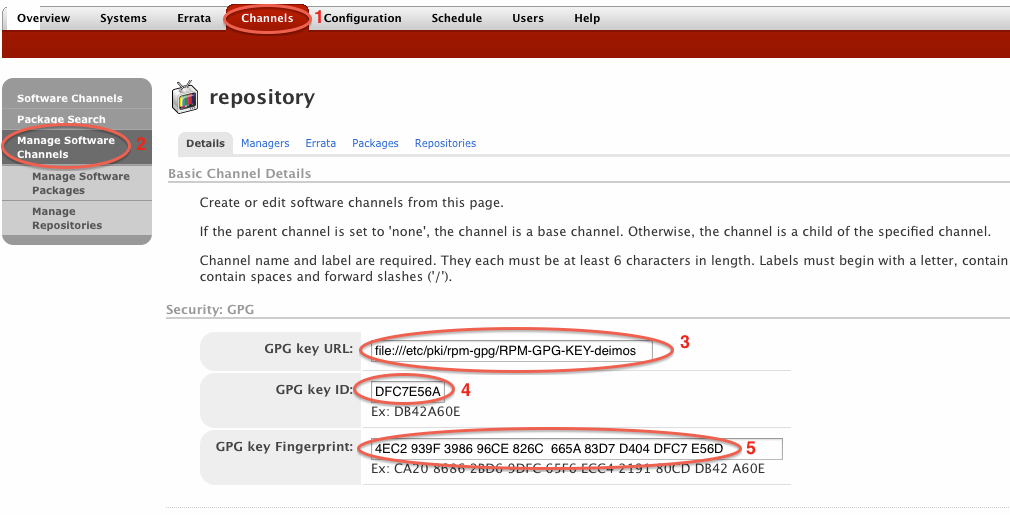 Overview Systems Errata Channels 1 Configuration Schedule Users Help
Software Channels
Package Search
Manage Software
Channels
2
Manage Software
Packages
Manage
Repositories
repository
Details Managers Errata Packages Repositories
Basic Channel Details
Create or edit software channels from this page.
If the parent channel is set to 'none', the channel is a base channel. Otherwise, the channel is a child of the specified channel.
Channel name and label are required. They each must be at least 6 characters in length. Labels must begin with a letter, contain
contain spaces and forward slashes ('/').
Security: GPG
GPG key URL: file:///etc/pki/rpm-gpg/RPM-GPG-KEY-deimos 3
GPG key ID: DFC7E56A 4
Ex: DB42A60E
GPG key Fingerprint: 4EC2 939F 3986 96CE 826C 665A 83D7 D404 DFC7 E56D 5
Ex: CA20 8686 2BD6 9DFC 65F6 ECC4 2191 80CD DB42 A60E